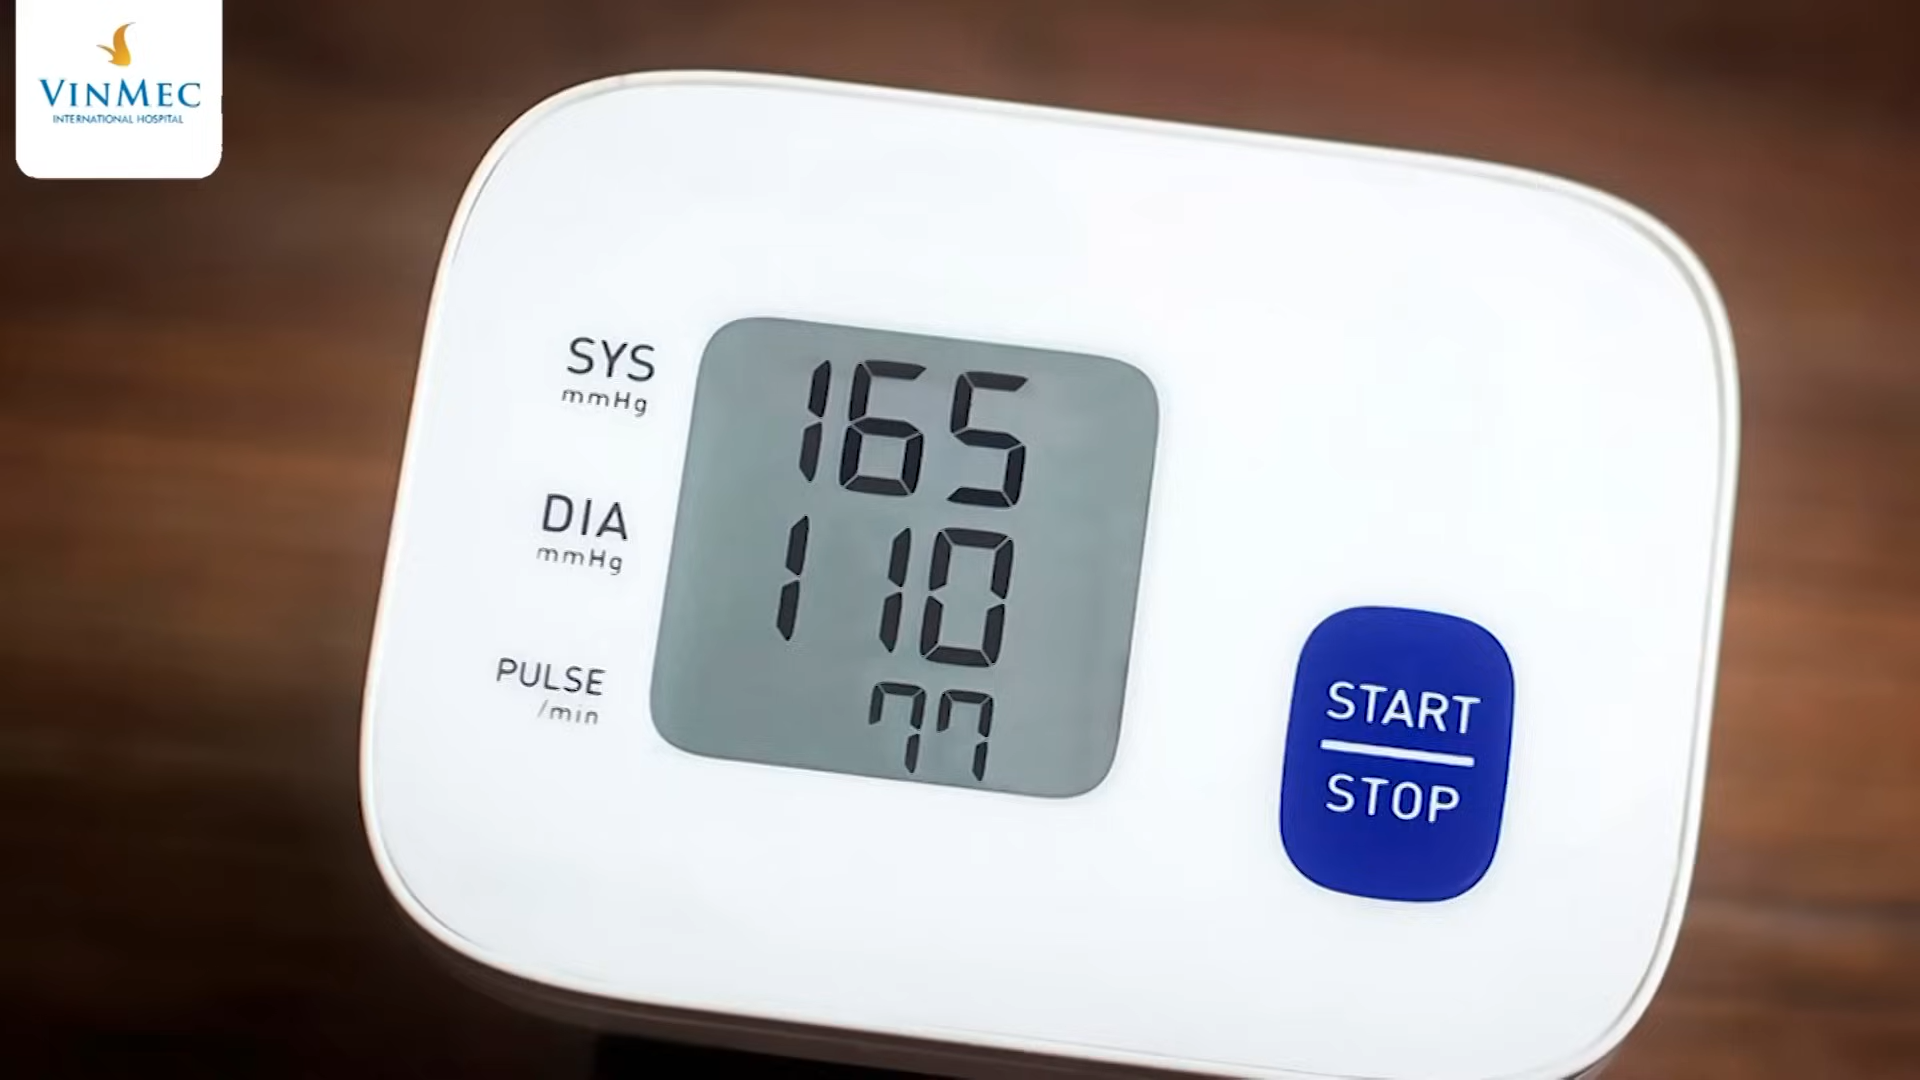 VINMEC
INTERNATIONAL HOSPITAL
SYS
mmHg
165
DIA
mmHg
110
PULSE
/min
77
START
STOP